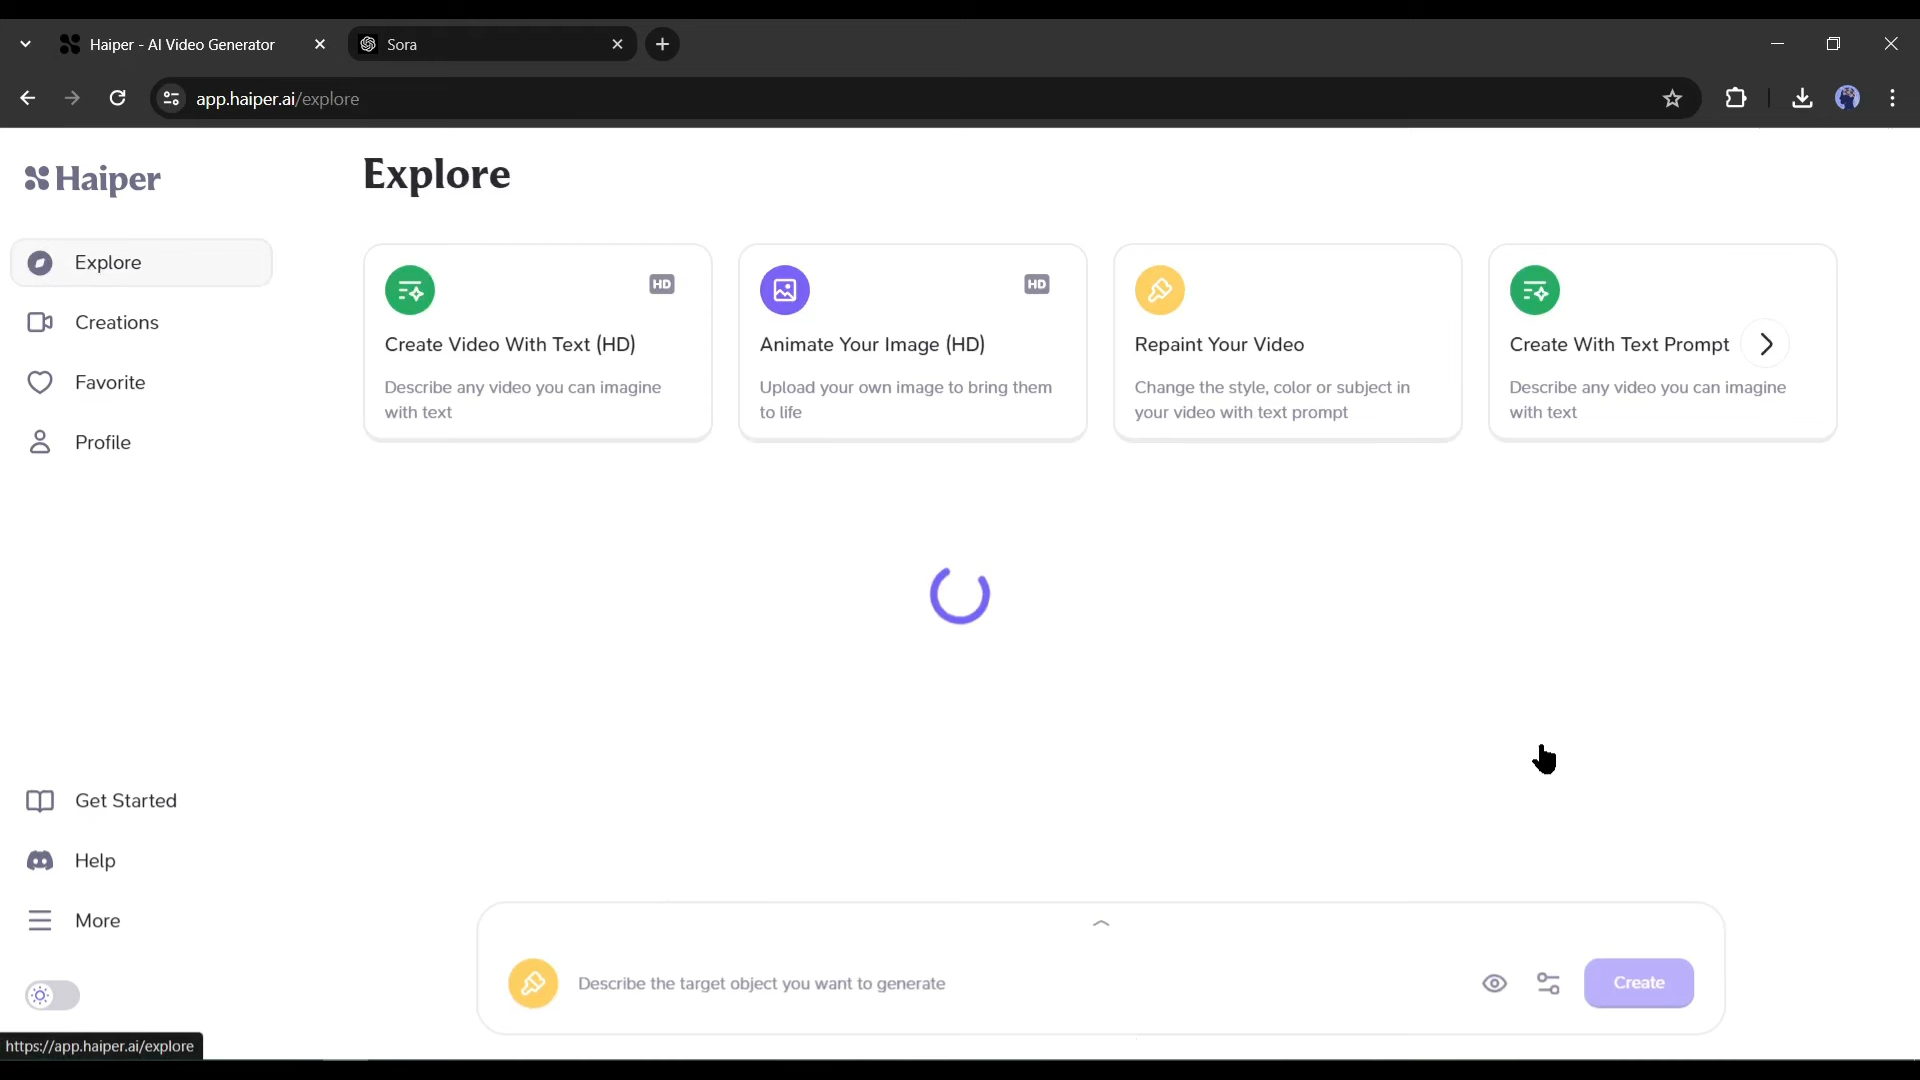 Haiper - AI Video Generator
Sora
app.haiper.ai/explore
Haiper
Explore
Explore
Creations
Favorite
Profile
HD
Create Video With Text (HD)
Describe any video you can imagine
with text
HD
Animate Your Image (HD)
Upload your own image to bring them
to life
Repaint Your Video
Change the style, color or subject in
your video with text prompt
Create With Text Prompt
Describe any video you can imagine
with text
Get Started
Help
More
Describe the target object you want to generate
Create
https://app.haiper.ai/explore